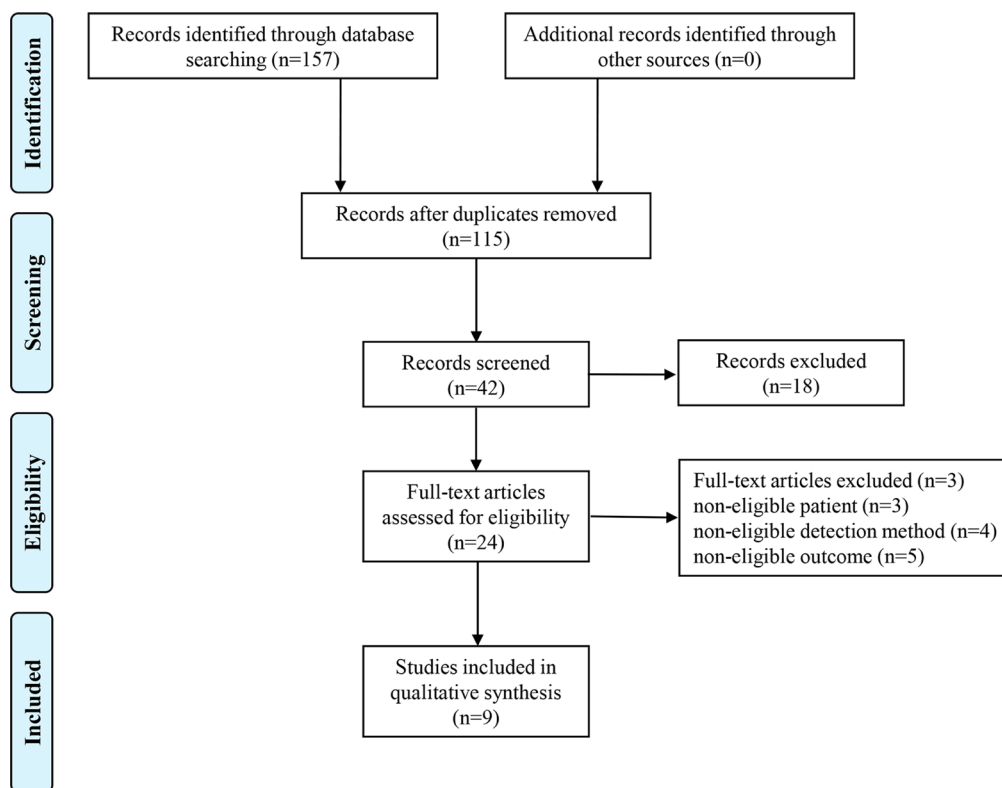 Identification
Records identified through database
searching (n=157)
Additional records identified through
other sources (n=0)
Records after duplicates removed
(n=115)
Screening
Records screened
(n=42)
Records excluded
(n=18)
Eligibility
Full-text articles
assessed for eligibility
(n=24)
Full-text articles excluded (n=3)
non-eligible patient (n=3)
non-eligible detection method (n=4)
non-eligible outcome (n=5)
Included
Studies included in
qualitative synthesis
(n=9)